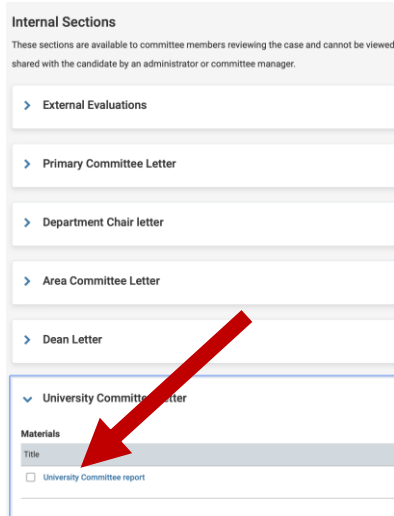 Internal Sections
These sections are available to committee members reviewing the case and cannot be viewed
shared with the candidate by an administrator or committee manager.
External Evaluations
Primary Committee Letter
Department Chair letter
Area Committee Letter
Dean Letter
University Committee Letter
Materials
Title
University Committee report